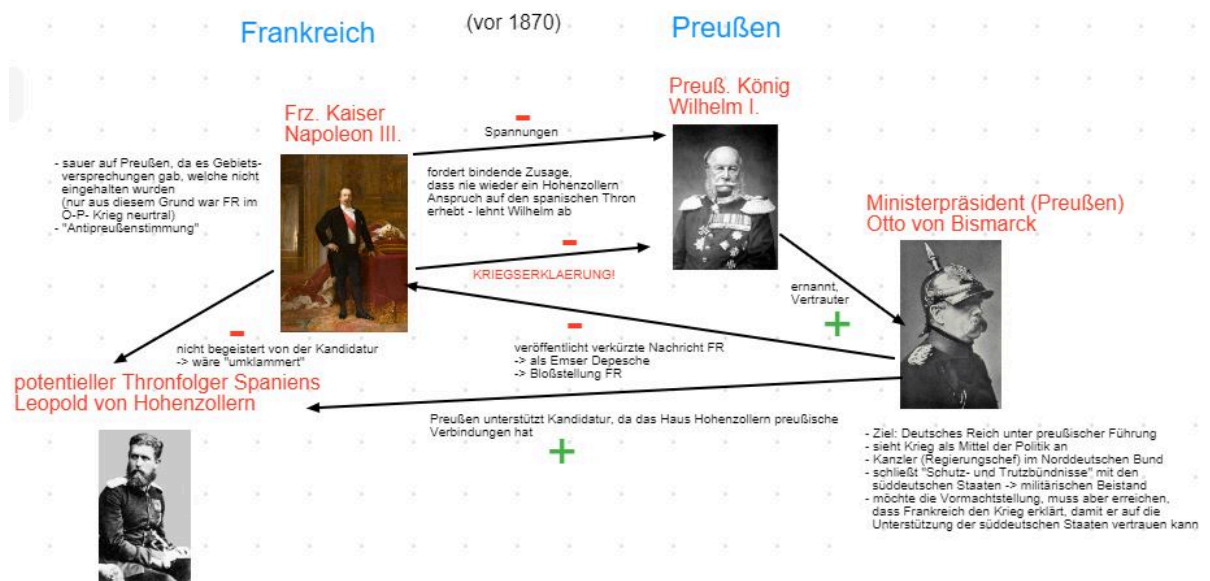 Frankreich
(vor 1870)
Preußen
Frz. Kaiser
Napoleon III.
Preuß. König
Wilhelm I.
Spannungen
- sauer auf Preußen, da es Gebiets-
versprechungen gab, welche nicht
eingehalten wurden
(nur aus diesem Grund war FR im
Ö-P- Krieg neurtral)
- "Antipreußenstimmung"
fordert bindende Zusage,
dass nie wieder ein Hohenzollern
Anspruch auf den spanischen Thron
erhebt - lehnt Wilhelm ab
Ministerpräsident (Preußen)
Otto von Bismarck
KRIEGSERKLAERUNG!
ernannt,
Vertrauter
nicht begeistert von der Kandidatur
-> wäre "umklammert"
veröffentlicht verkürzte Nachricht FR
-> als Emser Depesche
-> Bloßstellung FR
potentieller Thronfolger Spaniens
Leopold von Hohenzollern
Preußen unterstützt Kandidatur, da das Haus Hohenzollern preußische
Verbindungen hat
- Ziel: Deutsches Reich unter preußischer Führung
- sieht Krieg als Mittel der Politik an
- Kanzler (Regierungschef) im Norddeutschen Bund
- schließt "Schutz- und Trutzbündnisse" mit den
süddeutschen Staaten -> militärischen Beistand
- möchte die Vormachtstellung, muss aber erreichen,
dass Frankreich den Krieg erklärt, damit er auf die
Unterstützung der süddeutschen Staaten vertrauen kann